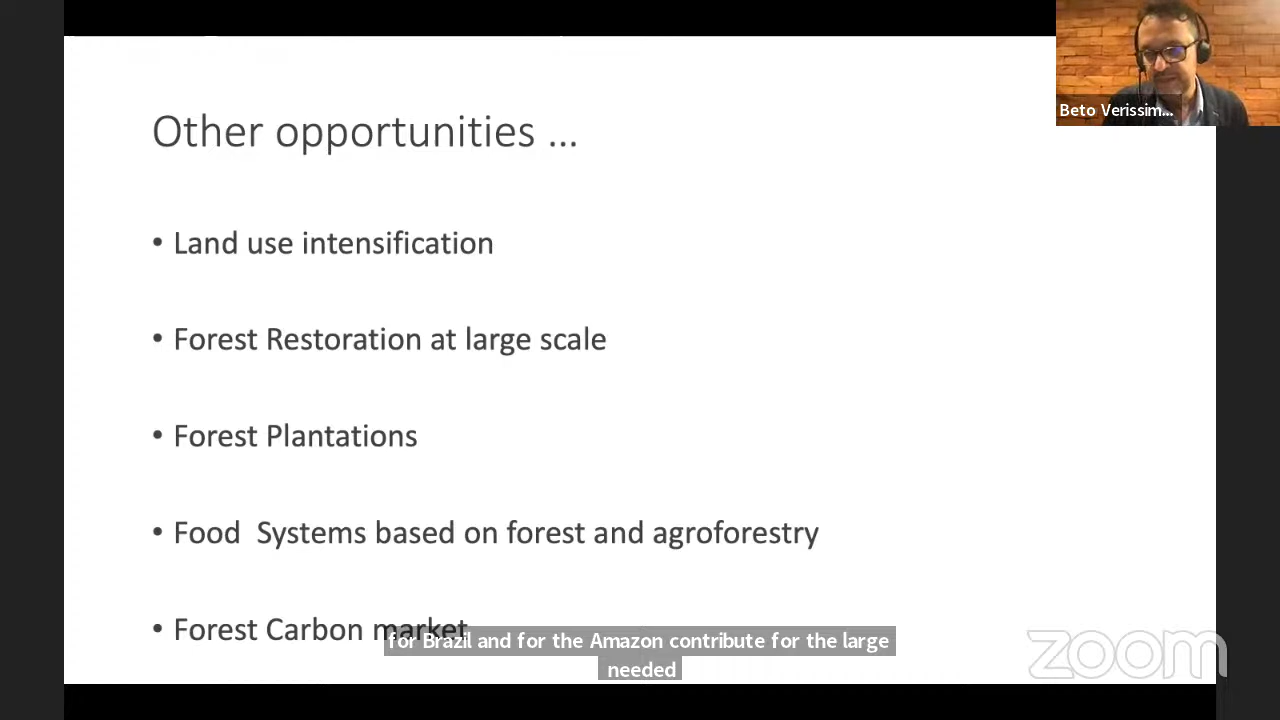 Beto Verissim...
Other opportunities ...
• Land use intensification
• Forest Restoration at large scale
• Forest Plantations
• Food  Systems based on forest and agroforestry
• Forest Carbon market
for Brazil and for the Amazon contribute for the large
needed
zoom